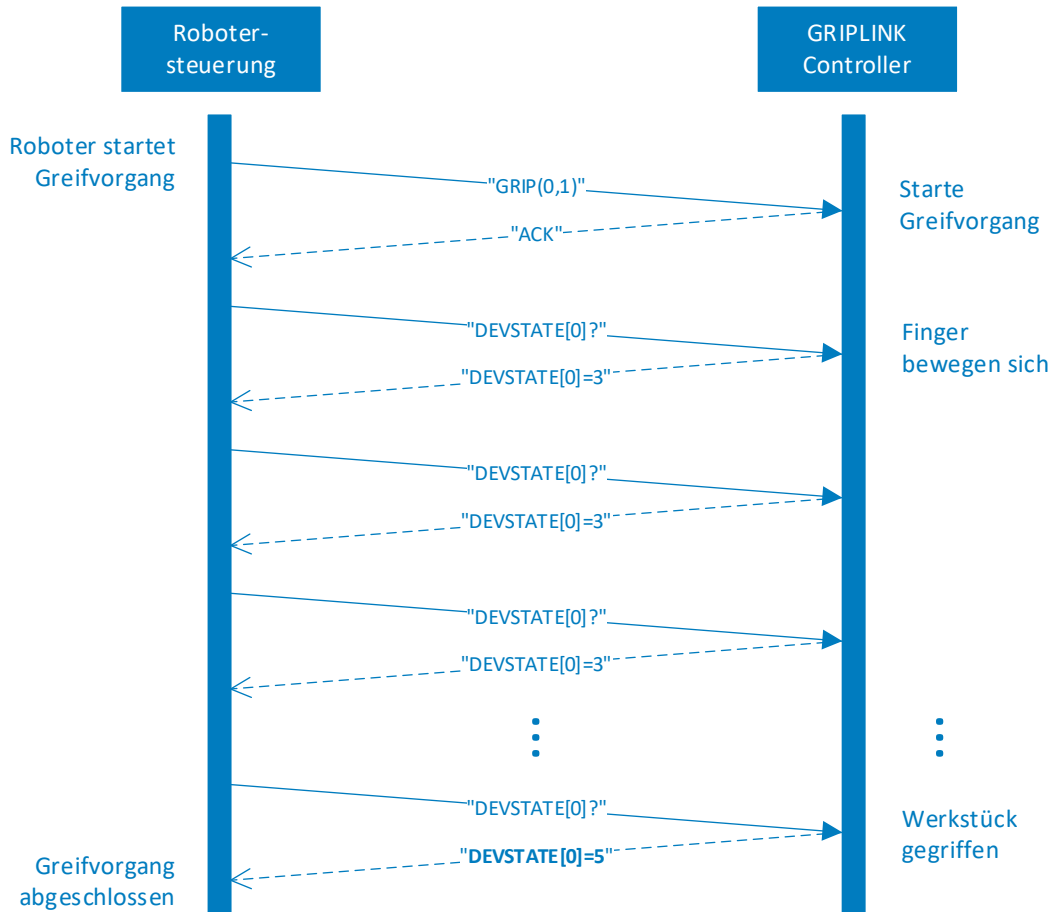 Roboter-
steuerung
GRIPLINK
Controller
Roboter startet
Greifvorgang
"GRIP(0,1)"
Starte
Greifvorgang
"ACK"
"DEVSTATE[0]?"
Finger
bewegen sich
"DEVSTATE[0]=3"
"DEVSTATE[0]?"
"DEVSTATE[0]=3"
"DEVSTATE[0]?"
"DEVSTATE[0]=3"
"DEVSTATE[0]?"
Werkstück
gegriffen
"DEVSTATE[0]=5"
Greifvorgang
abgeschlossen